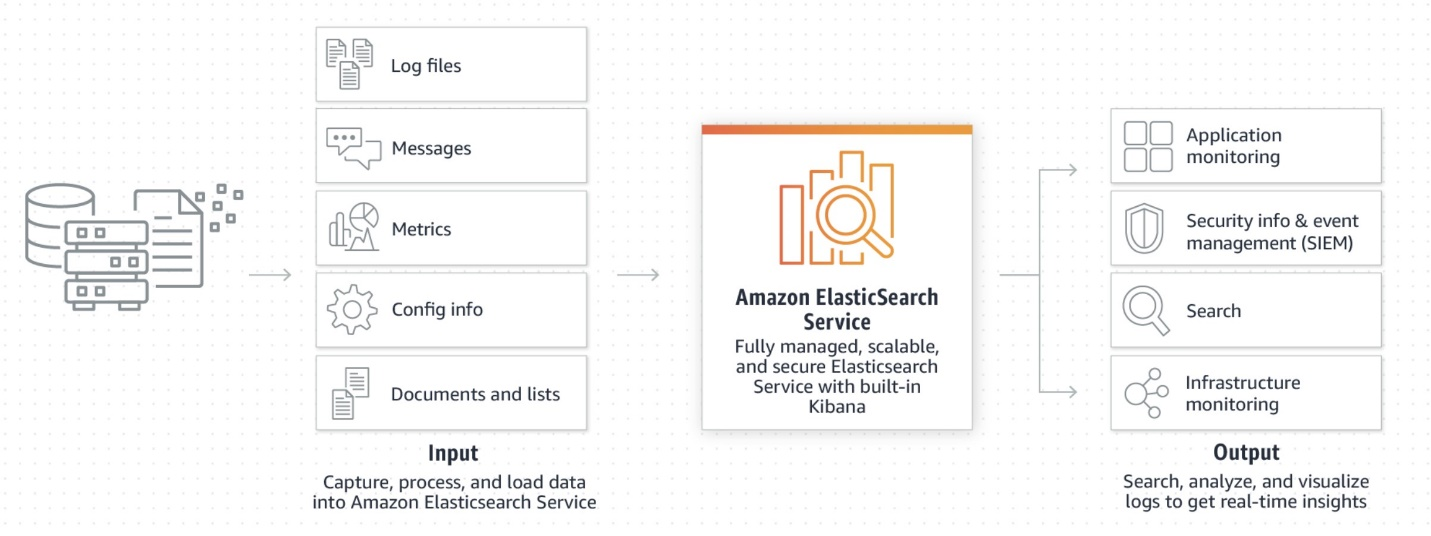 Log files
Messages
Metrics
Config info
Documents and lists
Input
Capture, process, and load data
into Amazon Elasticsearch Service
Amazon ElasticSearch
Service
Fully managed, scalable,
and secure Elasticsearch
Service with built-in
Kibana
Application
monitoring
Security info & event
management (SIEM)
Search
Infrastructure
monitoring
Output
Search, analyze, and visualize
logs to get real-time insights